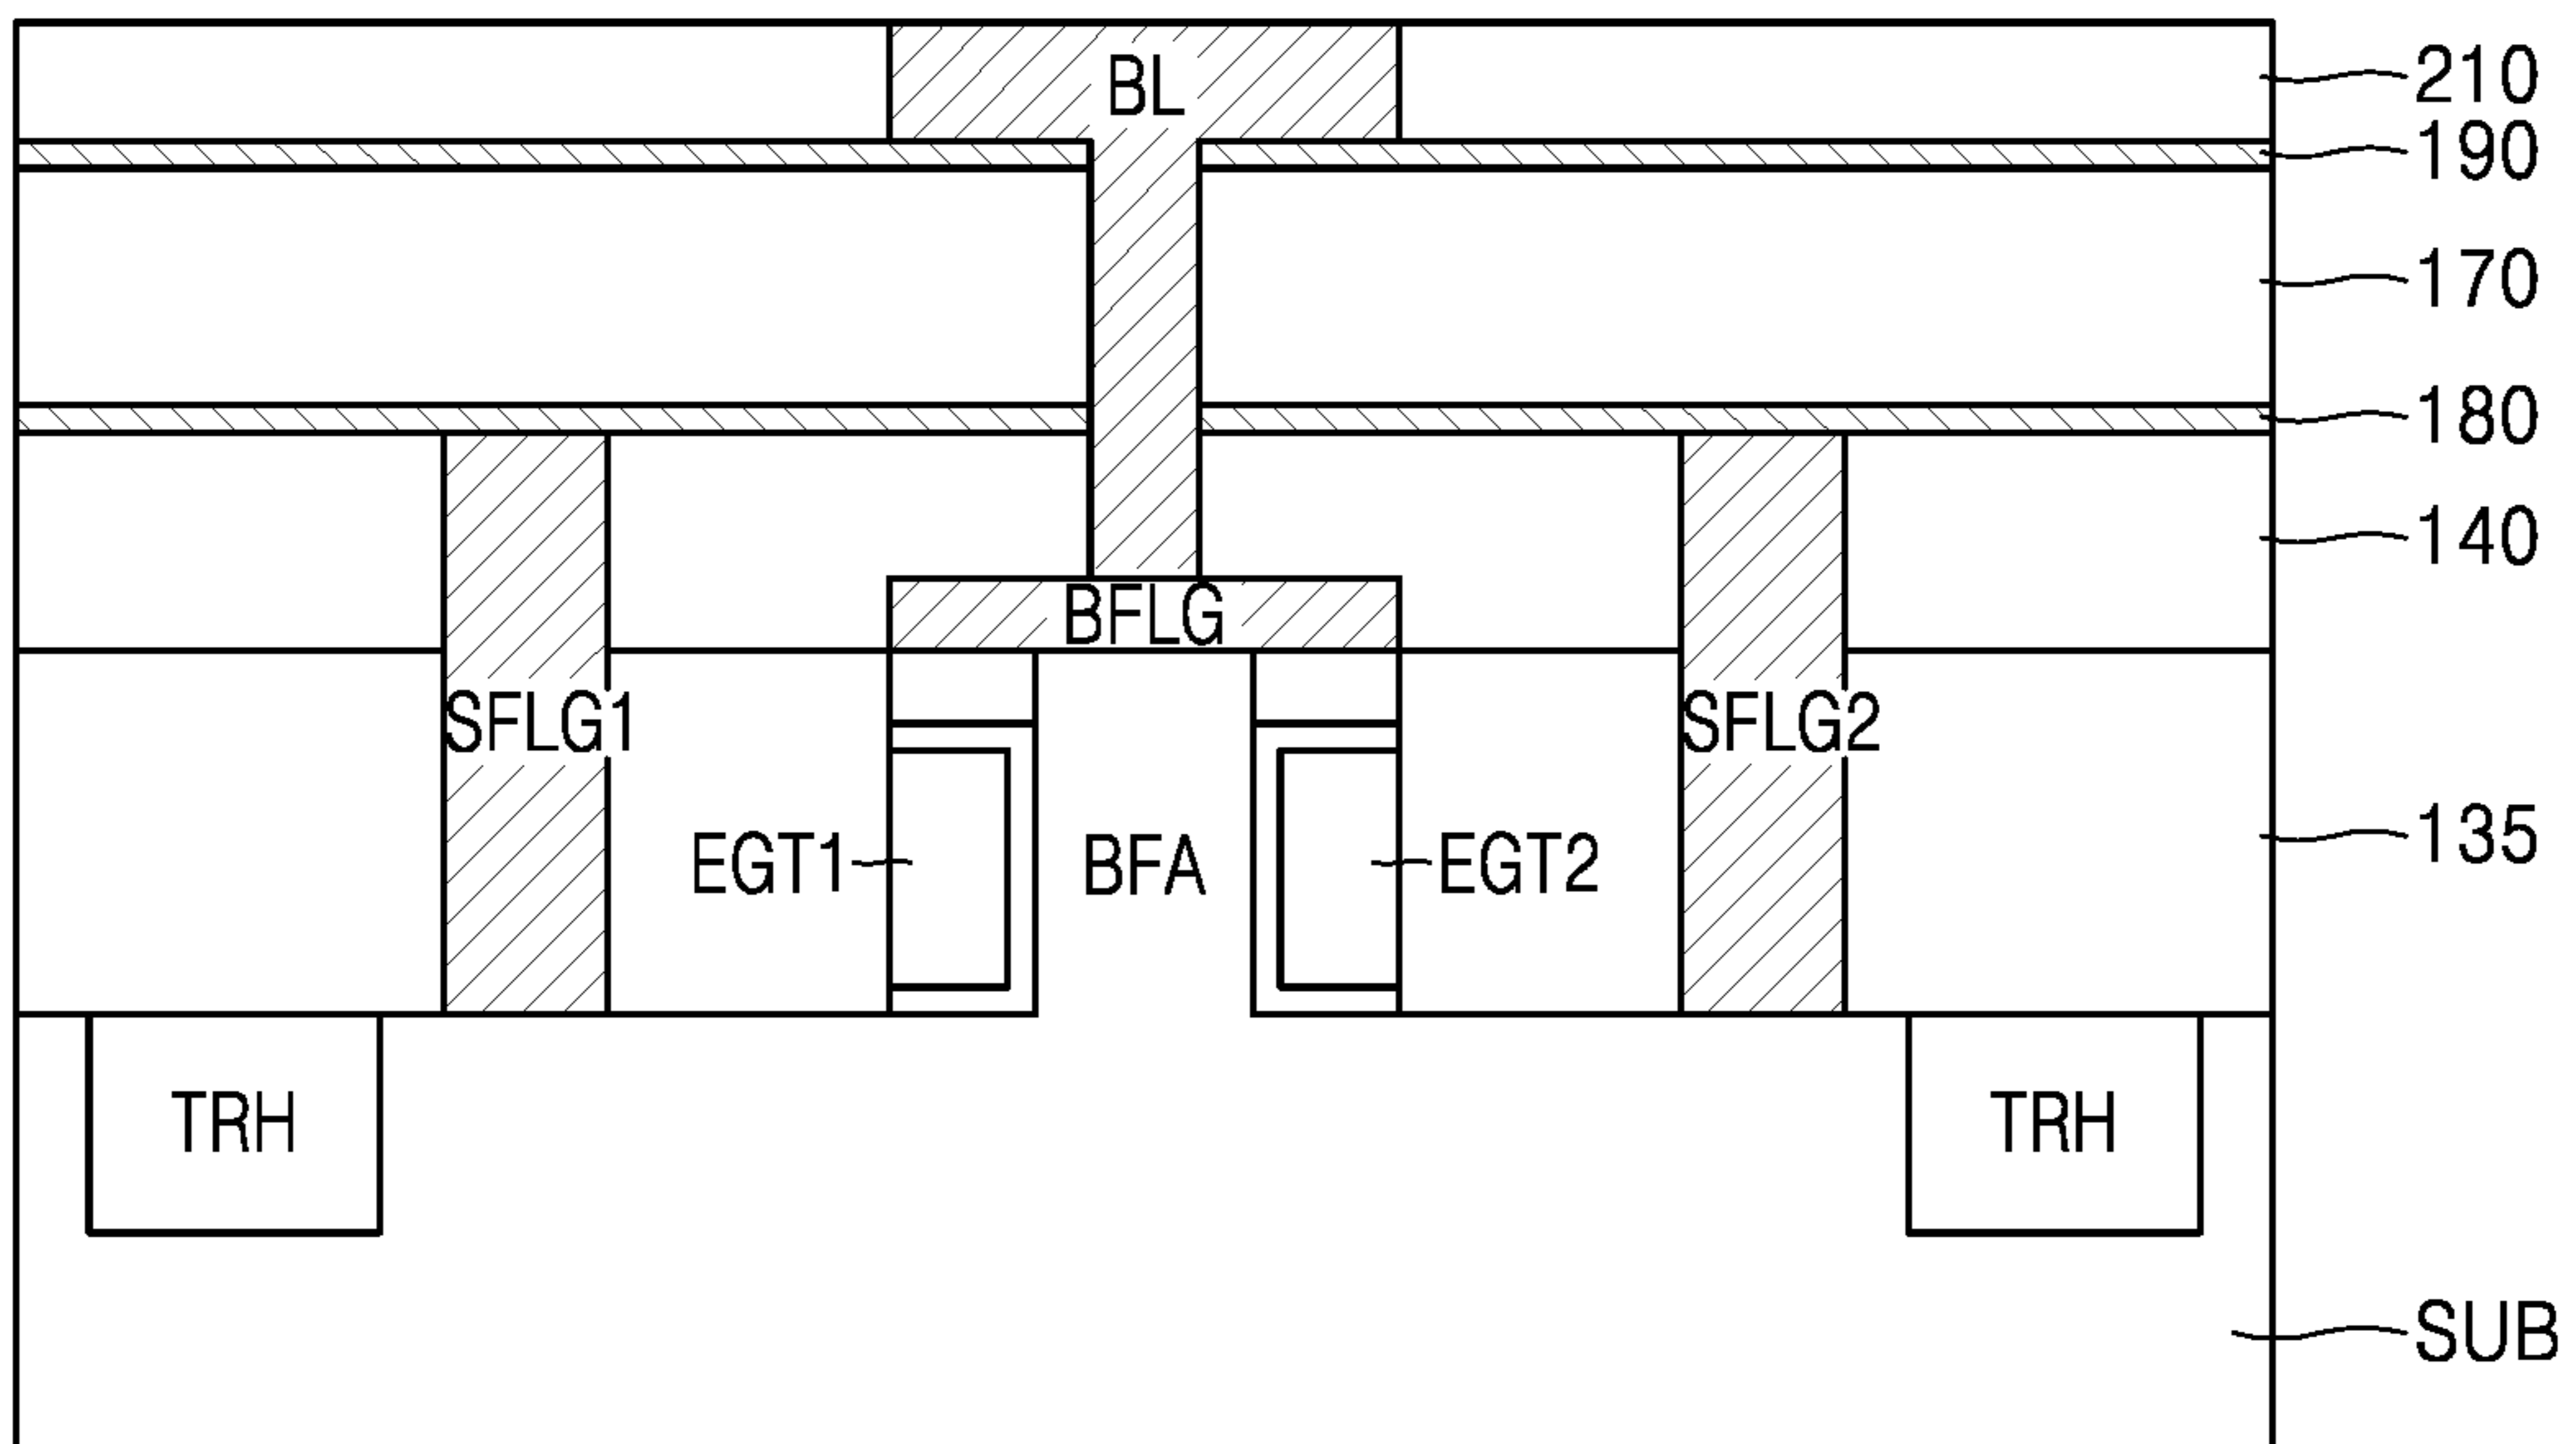 BL
210
190
170
180
140
BFLG
SFLG1
SFLG2
EGT1
BFA
EGT2
135
TRH
TRH
SUB